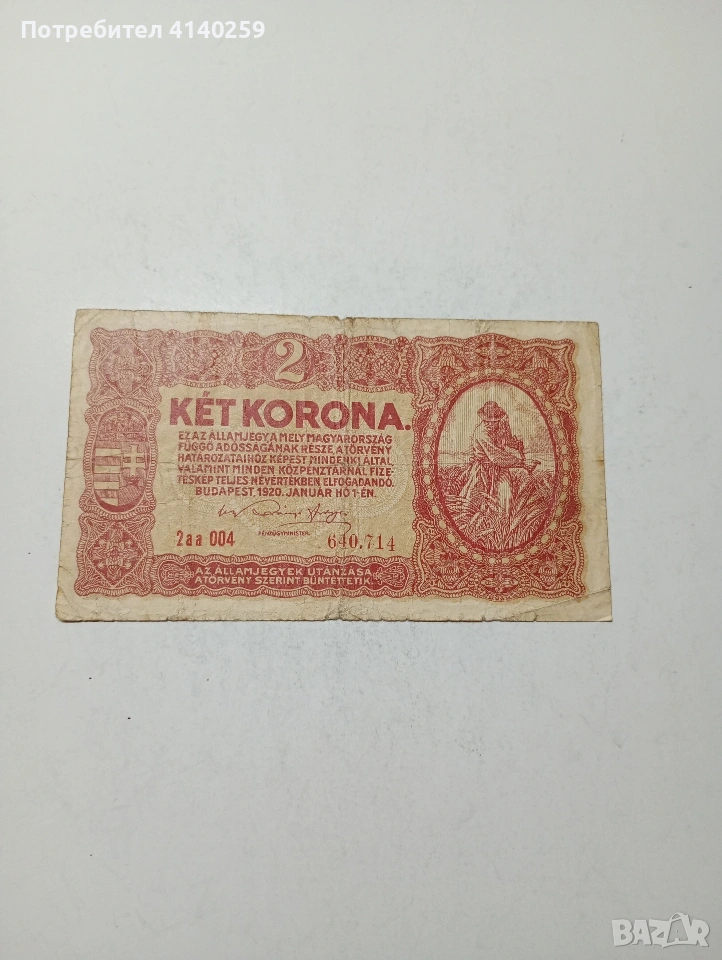 Потребител 4140259
2
KÉT KORONA.
EZ AZ ÁLLAMJEGY, A MELY MAGYARORSZÁG
FÜGGŐ ADÓSSÁGÁNAK RÉSZE, A TÖRVÉNY
HATÁROZATAIHOZ KÉPEST MINDENKI ÁLTAL
VALAMINT MINDEN KÖZPÉNZTÁRNÁL FIZE-
TÉSKÉP TELJES NÉVÉRTÉKBEN ELFOGADANDÓ.
BUDAPEST, 1920. JANUÁR HÓ 1-ÉN.
PÉNZÜGYMINISTER.
2aa 004 640.714
AZ ÁLLAMJEGYEK UTÁNZÁSA
A TÖRVÉNY SZERINT BÜNTETTETIK.
BAZAR